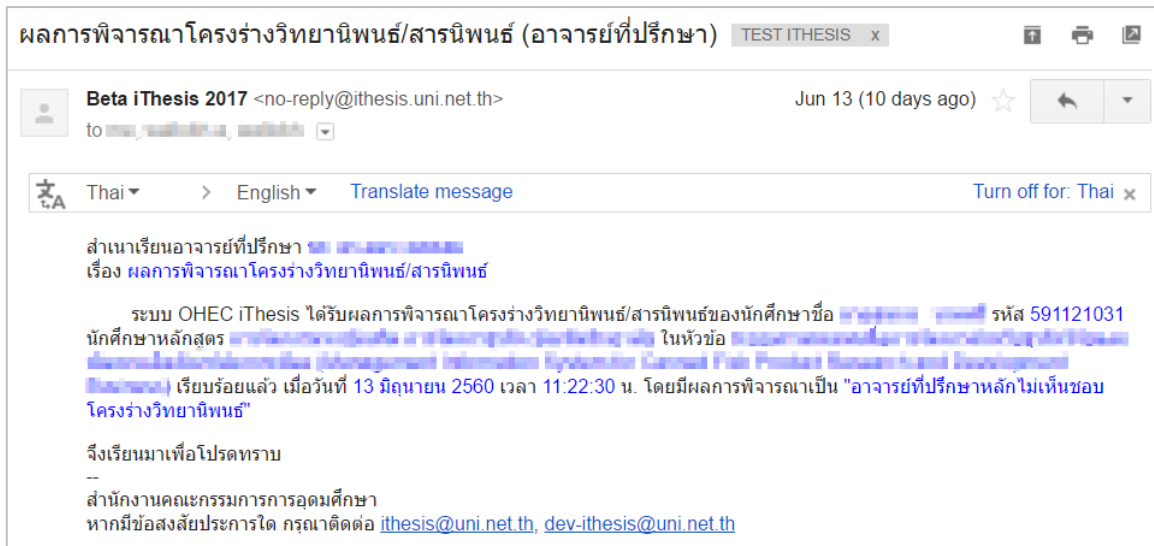 ผลการพิจารณาโครงร่างวิทยานิพนธ์/สารนิพนธ์ (อาจารย์ที่ปรึกษา) TEST ITHESIS x
Beta iThesis 2017 <no-reply@ithesis.uni.net.th> Jun 13 (10 days ago)
to
Thai > English Translate message Turn off for: Thai x
สำเนาเรียนอาจารย์ที่ปรึกษา
เรื่อง ผลการพิจารณาโครงร่างวิทยานิพนธ์/สารนิพนธ์
ระบบ OHEC iThesis ได้รับผลการพิจารณาโครงร่างวิทยานิพนธ์/สารนิพนธ์ของนักศึกษาชื่อ รหัส 591121031
นักศึกษาหลักสูตร ในหัวข้อ
เรียบร้อยแล้ว เมื่อวันที่ 13 มิถุนายน 2560 เวลา 11:22:30 น. โดยมีผลการพิจารณาเป็น "อาจารย์ที่ปรึกษาหลักไม่เห็นชอบ
โครงร่างวิทยานิพนธ์"
จึงเรียนมาเพื่อโปรดทราบ
--
สำนักงานคณะกรรมการการอุดมศึกษา
หากมีข้อสงสัยประการใด กรุณาติดต่อ ithesis@uni.net.th, dev-ithesis@uni.net.th